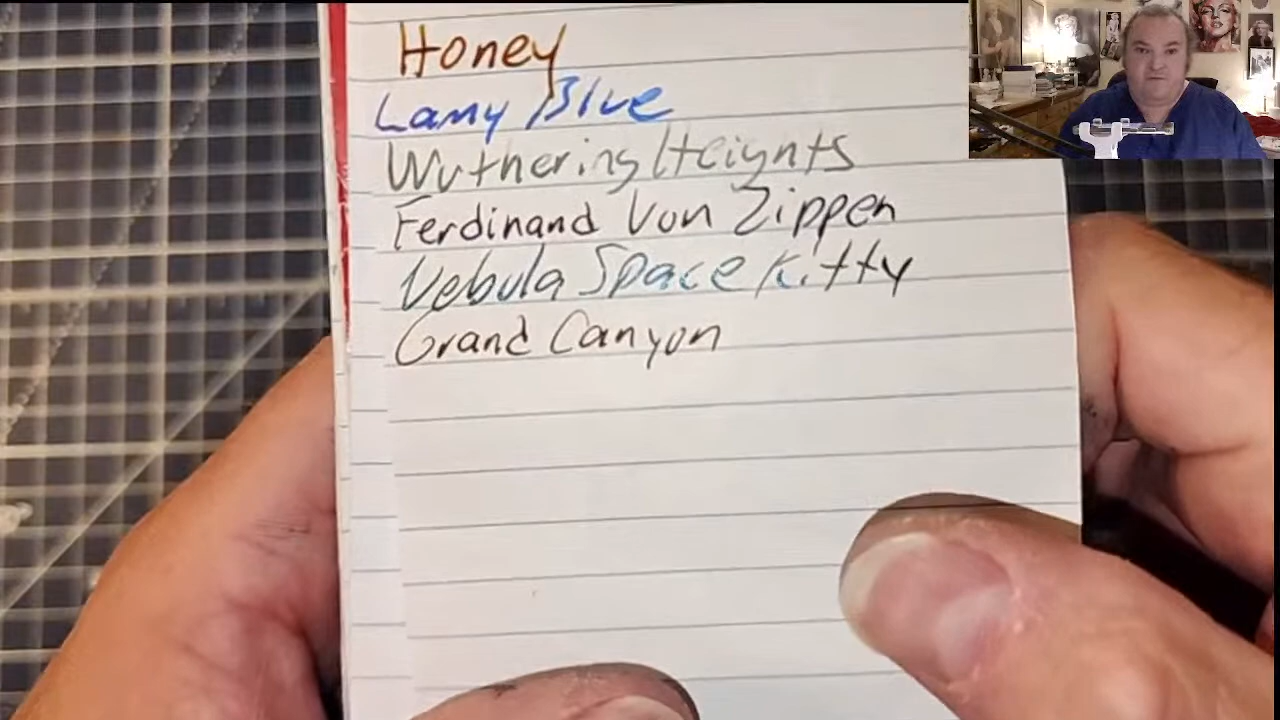 Honey
Lamy Blue
Wuthering Heights
Ferdinand Von Zippen
Nebula Space Kitty
Grand Canyon